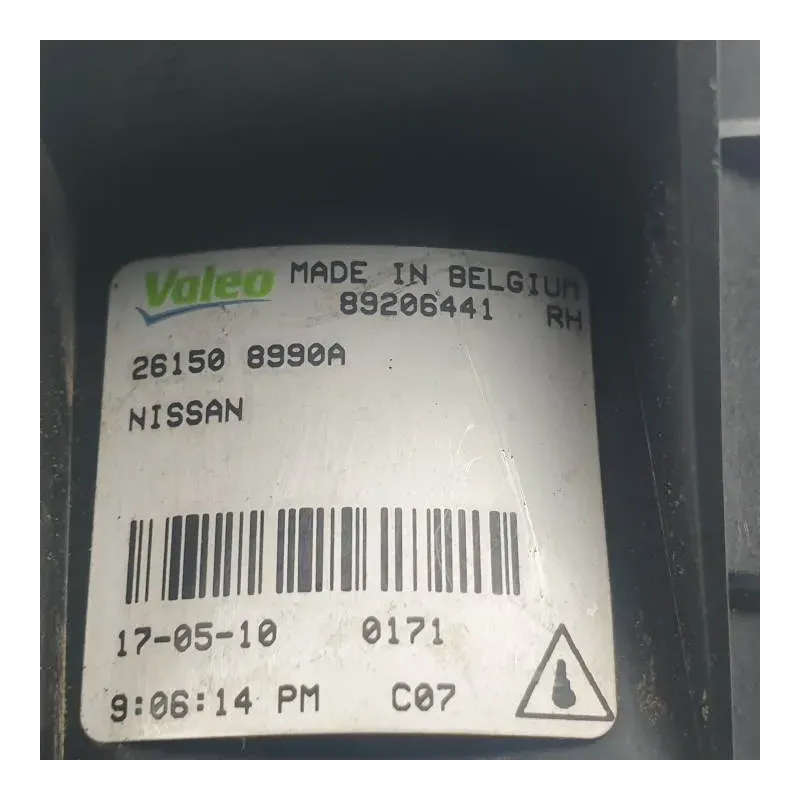 Valeo MADE IN BELGIUM
89206441 RH
26150 8990A
NISSAN
17-05-10 0171
9:06:14 PM C07